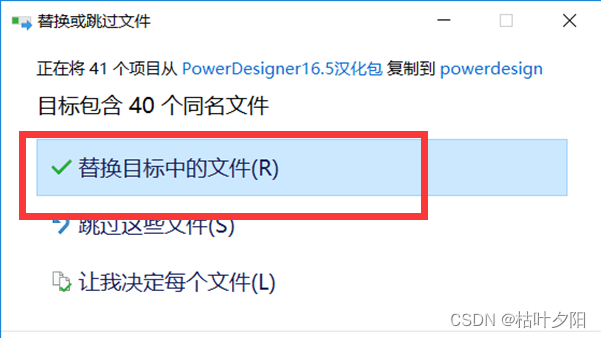 替换或跳过文件
正在将 41 个项目从 PowerDesigner16.5汉化包 复制到 powerdesign
目标包含 40 个同名文件
替换目标中的文件(R)
跳过这些文件(S)
让我决定每个文件(L)
CSDN @枯叶夕阳